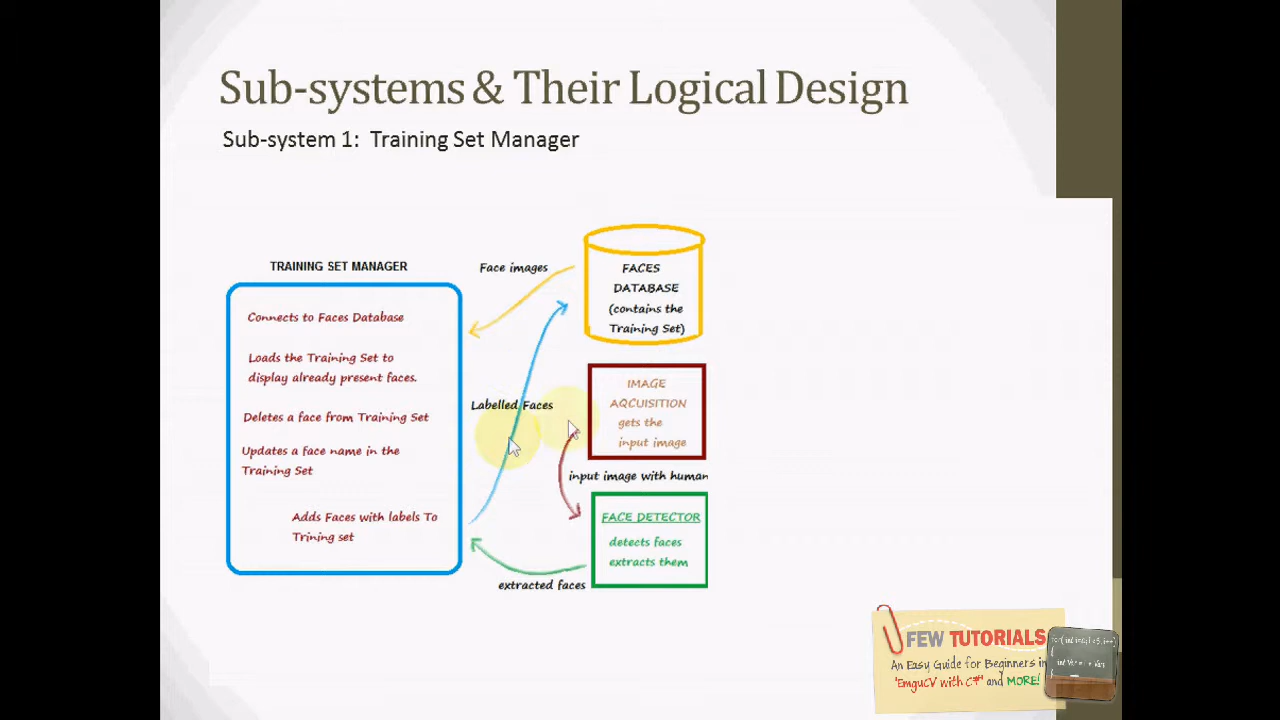 Sub-systems & Their Logical Design
Sub-system 1: Training Set Manager
TRAINING SET MANAGER
Connects to Faces Database
Loads the Training Set to
display already present faces.
Deletes a face from Training Set
Updates a face name in the
Training Set
Adds Faces with labels To
Trining set
Face images
Labelled Faces
FACES
DATABASE
(contains the
Training Set)
IMAGE
AQCUISITION
gets the
input image
input image with human
FACE DETECTOR
detects faces
extracts them
extracted faces
FEW TUTORIALS
An Easy Guide for Beginners in
'EmguCV with C#' and MORE!